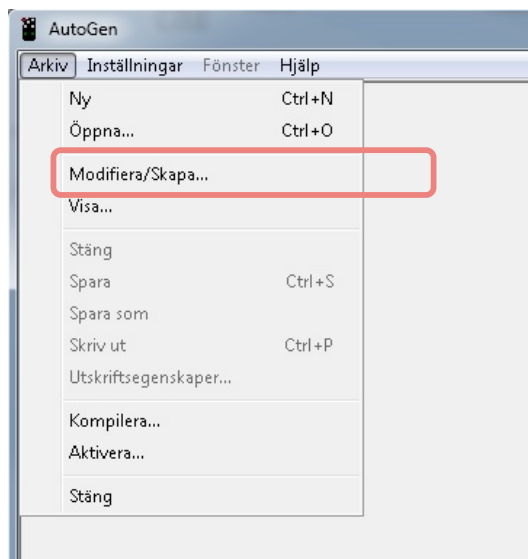 AutoGen
Arkiv Inställningar Fönster Hjälp
Ny Ctrl+N
Öppna... Ctrl+O
Modifiera/Skapa...
Visa...
Stäng
Spara Ctrl+S
Spara som
Skriv ut Ctrl+P
Utskriftsegenskaper...
Kompilera...
Aktivera...
Stäng